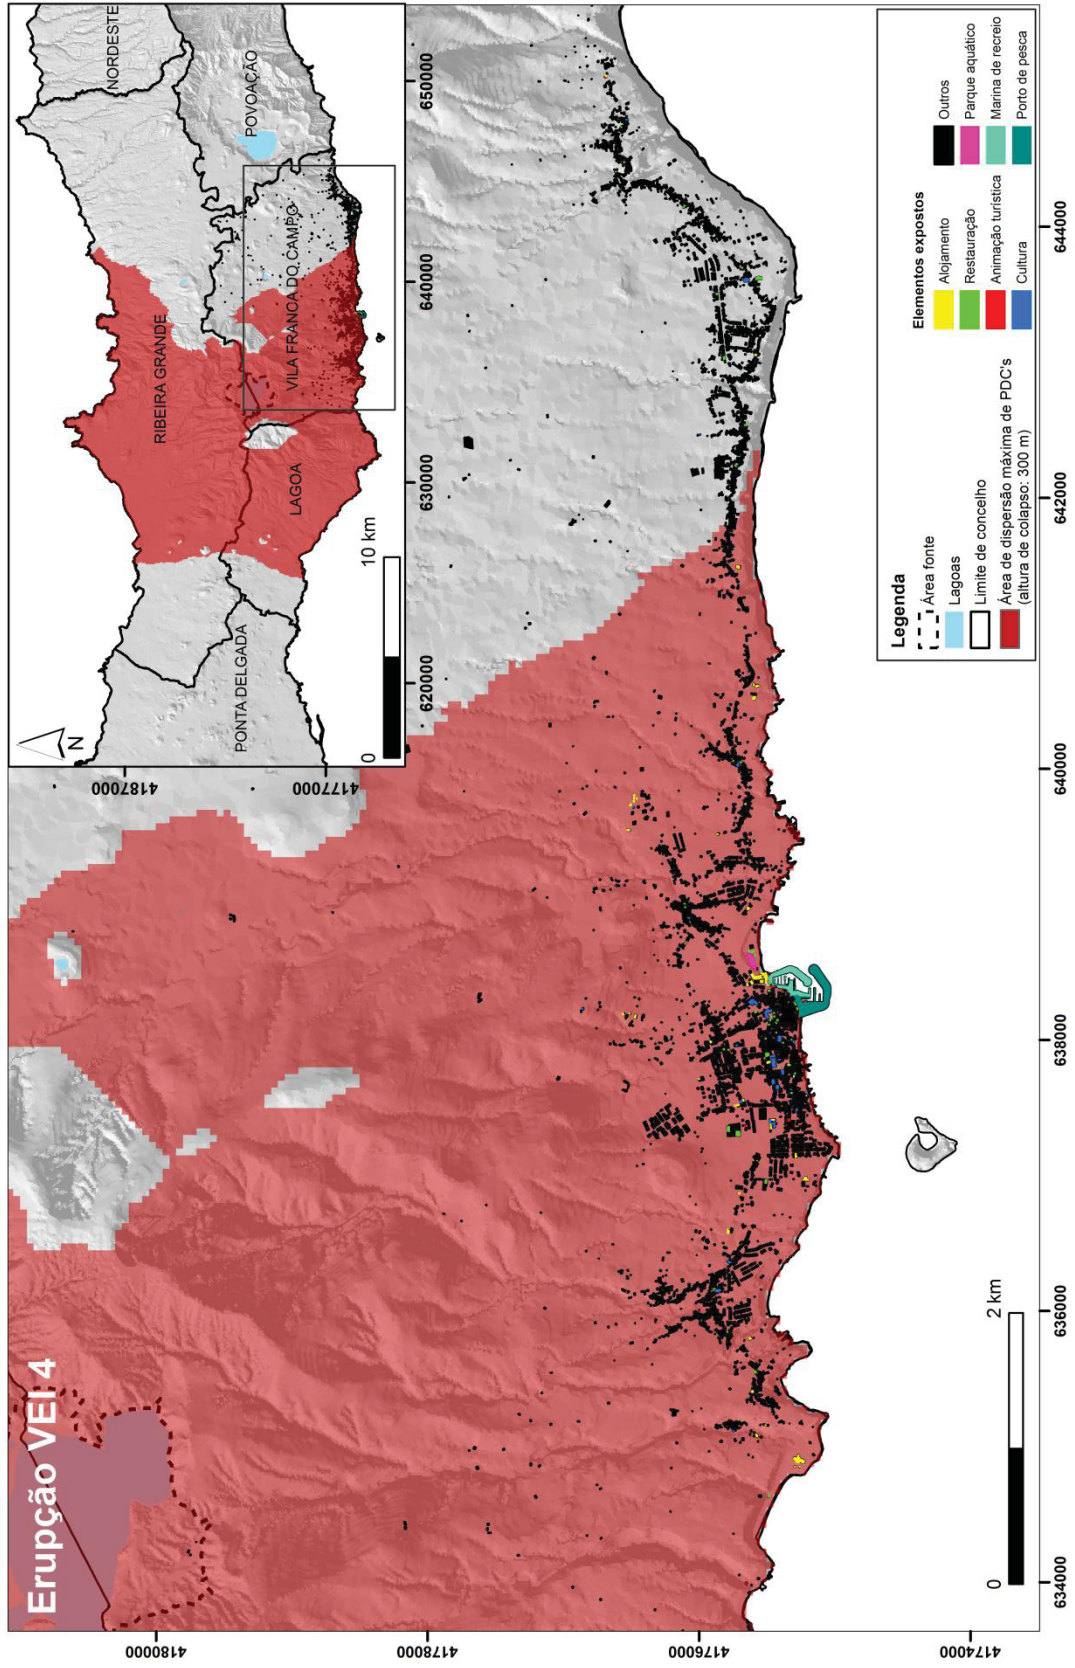 Erupção VEI 4
N
NORDESTE
POVOAÇÃO
RIBEIRA GRANDE
VILA FRANCA DO CAMPO
LAGOA
PONTA DELGADA
0
10 km
4187000
4177000
620000
630000
640000
650000
4180000
4178000
4176000
4174000
634000
636000
638000
640000
642000
644000
0
2 km
Legenda
Área fonte
Lagoas
Limite de concelho
Área de dispersão máxima de PDC's
(altura de colapso: 300 m)
Elementos expostos
Alojamento
Restauração
Animação turística
Cultura
Outros
Parque aquático
Marina de recreio
Porto de pesca